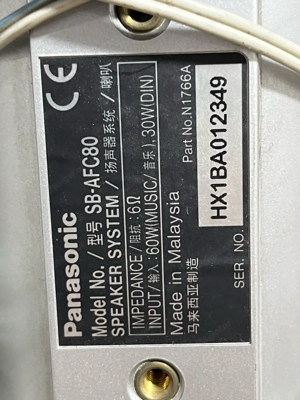 Panasonic
Model No. / 型号 SB-AFC80
SPEAKER SYSTEM / 扬声器系统 / 喇叭
IMPEDANCE / 阻抗 : 6Ω
INPUT / 输入 : 60W(MUSIC/ 音乐 ), 30W(DIN)
Made in Malaysia
马来西亚制造
Part No.N1766A
SER. NO.
HX1BA012349
CE